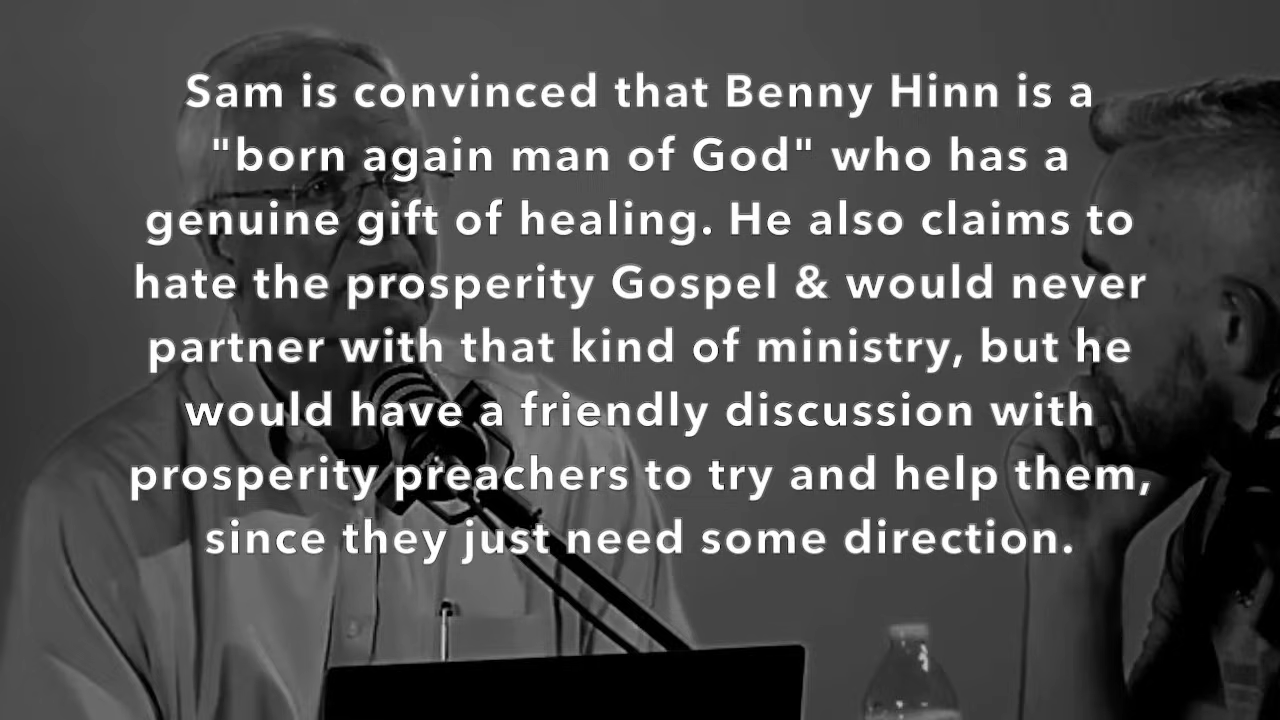 Sam is convinced that Benny Hinn is a
"born again man of God" who has a
genuine gift of healing. He also claims to
hate the prosperity Gospel & would never
partner with that kind of ministry, but he
would have a friendly discussion with
prosperity preachers to try and help them,
since they just need some direction.